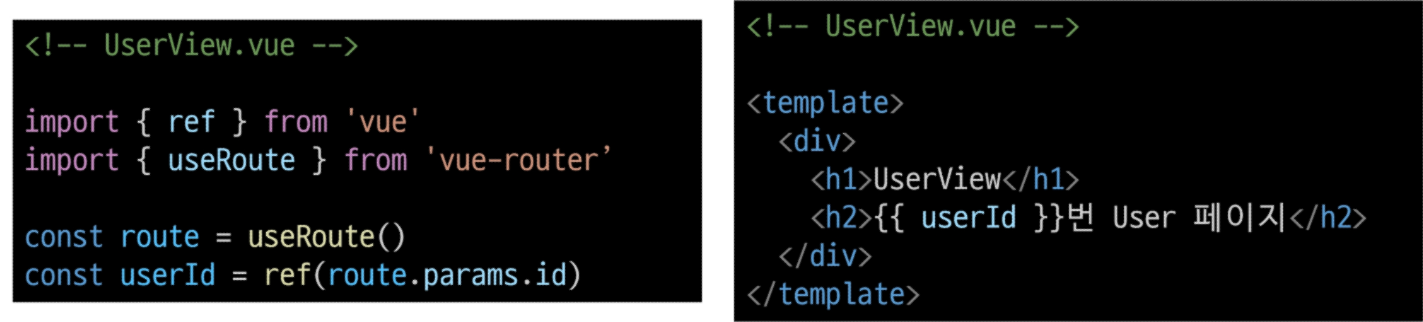 <!-- UserView.vue -->
import { ref } from 'vue'
import { useRoute } from 'vue-router’
const route = useRoute()
const userId = ref(route.params.id)
<!-- UserView.vue -->
<template>
<div>
<h1>UserView</h1>
<h2>{{ userId }}번 User 페이지</h2>
</div>
</template>